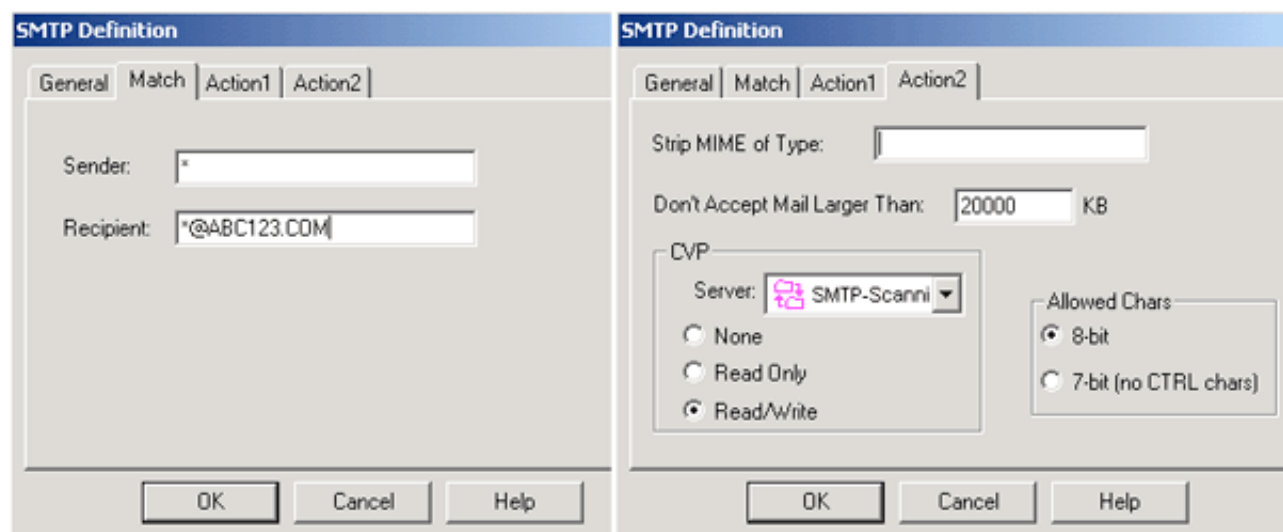 SMTP Definition
General Match Action1 Action2
Sender: *
Recipient: *@ABC123.COM
OK Cancel Help
SMTP Definition
General Match Action1 Action2
Strip MIME of Type:
Don't Accept Mail Larger Than: 20000 KB
CVP
Server: SMTP-Scanni
None
Read Only
Read/Write
Allowed Chars
8-bit
7-bit (no CTRL chars)
OK Cancel Help